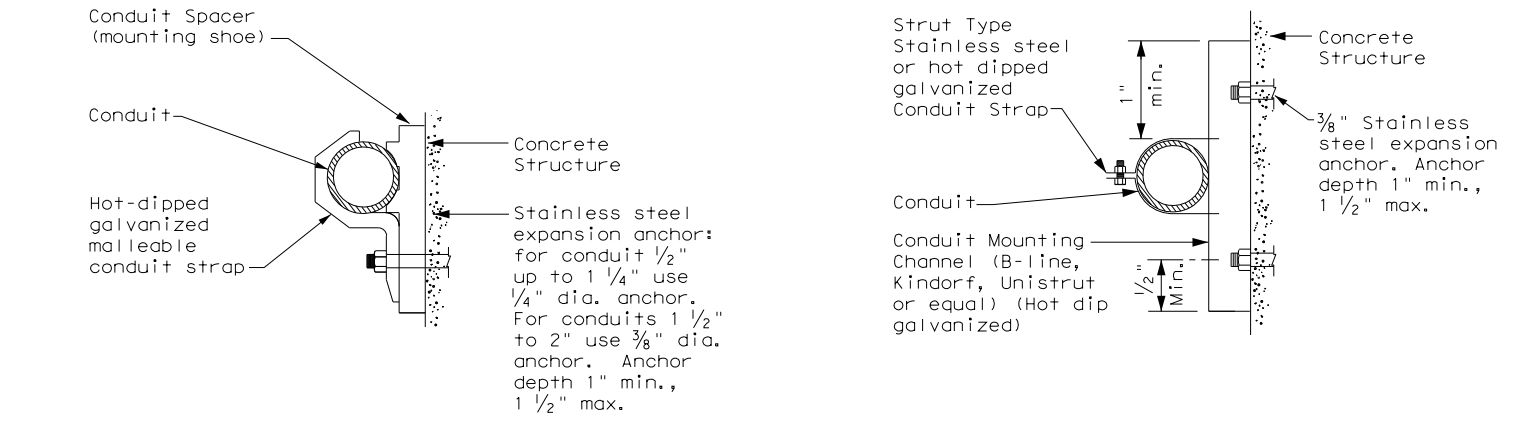 Conduit Spacer
(mounting shoe)
Conduit
Hot-dipped
galvanized
malleable
conduit strap
Concrete
Structure
Stainless steel
expansion anchor:
for conduit 1/2"
up to 1 1/4" use
1/4" dia. anchor.
For conduits 1 1/2"
to 2" use 3/8" dia.
anchor. Anchor
depth 1" min.,
1 1/2" max.
Strut Type
Stainless steel
or hot dipped
galvanized
Conduit Strap
1"
min.
Conduit
Conduit Mounting
Channel (B-line,
Kindorf, Unistrut
or equal) (Hot dip
galvanized)
1/2"
Min.
Concrete
Structure
3/8" Stainless
steel expansion
anchor. Anchor
depth 1" min.,
1 1/2" max.